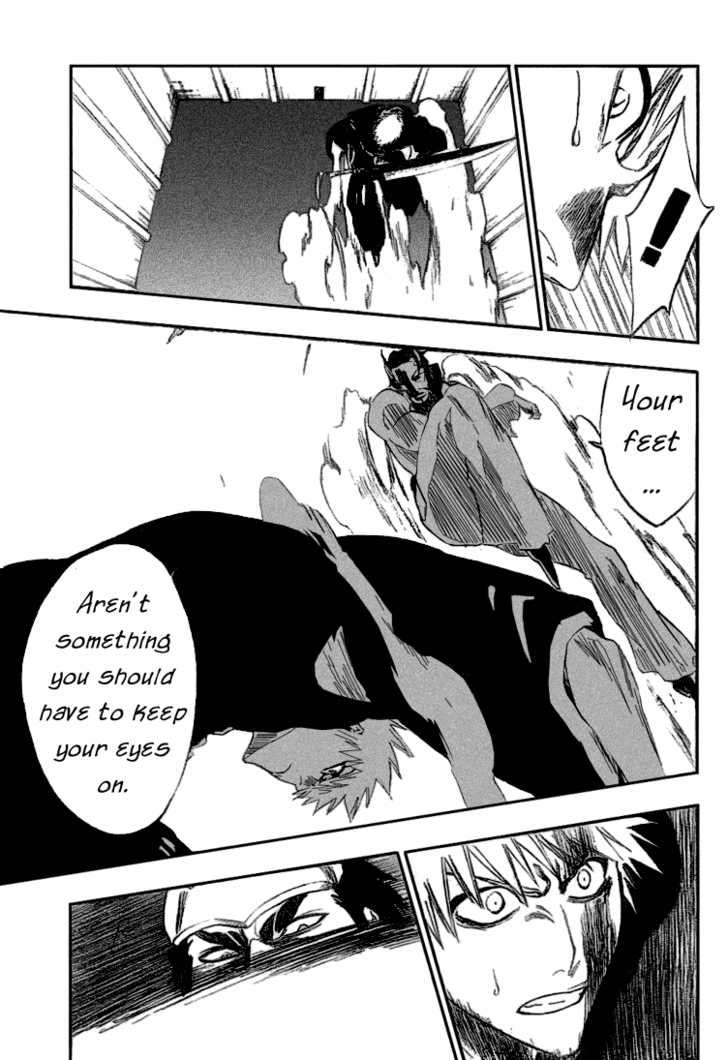 !
Your
feet
...
Aren't
something
you should
have to keep
your eyes
on.